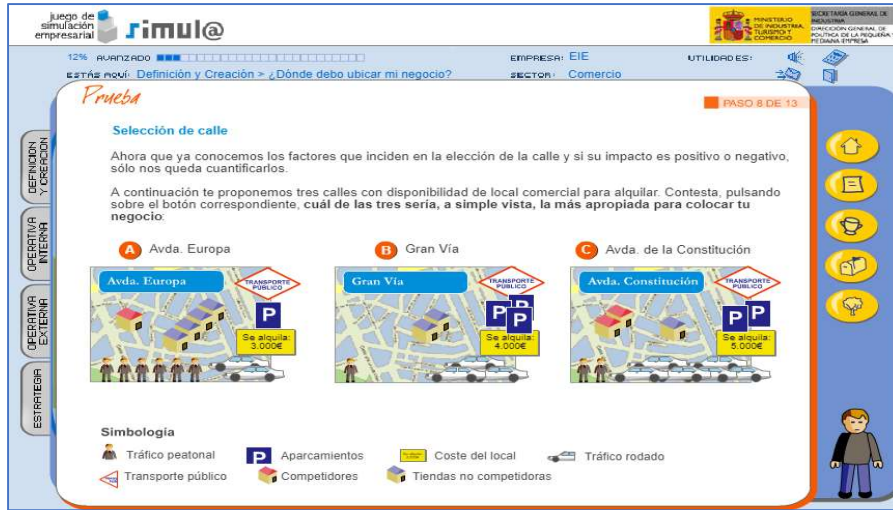 juego de
simulación
empresarial
simul@
MINISTERIO
DE INDUSTRIA,
TURISMO Y
COMERCIO
SECRETARÍA GENERAL DE
INDUSTRIA
DIRECCIÓN GENERAL DE
POLÍTICA DE LA PEQUEÑA Y
MEDIANA EMPRESA
12% AVANZADO
EMPRESA: EIE
UTILIDADES:
ESTÁS AQUÍ: Definición y Creación > ¿Dónde debo ubicar mi negocio?
SECTOR: Comercio
Prueba
PASO 8 DE 13
DEFINICION
Y CREACION
OPERATIVA
INTERNA
OPERATIVA
EXTERNA
ESTRATEGIA
Selección de calle
Ahora que ya conocemos los factores que inciden en la elección de la calle y si su impacto es positivo o negativo,
sólo nos queda cuantificarlos.
A continuación te proponemos tres calles con disponibilidad de local comercial para alquilar. Contesta, pulsando
sobre el botón correspondiente, cuál de las tres sería, a simple vista, la más apropiada para colocar tu
negocio:
A Avda. Europa
B Gran Vía
C Avda. de la Constitución
Avda. Europa
TRANSPORTE
PÚBLICO
P
Se alquila:
3.000€
Gran Vía
TRANSPORTE
PÚBLICO
P
P
P
Se alquila:
4.000€
Avda. Constitución
TRANSPORTE
PÚBLICO
P P
Se alquila:
5.000€
Simbología
Tráfico peatonal
P Aparcamientos
Coste del local
Tráfico rodado
Transporte público
Competidores
Tiendas no competidoras